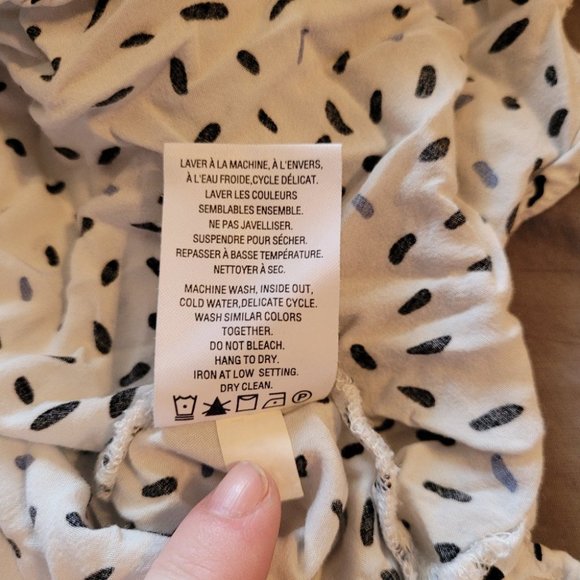 LAVER À LA MACHINE, À L'ENVERS,
À L'EAU FROIDE,CYCLE DÉLICAT.
LAVER LES COULEURS
SEMBLABLES ENSEMBLE.
NE PAS JAVELLISER.
SUSPENDRE POUR SÉCHER.
REPASSER À BASSE TEMPÉRATURE.
NETTOYER À SEC.
MACHINE WASH, INSIDE OUT,
COLD WATER,DELICATE CYCLE.
WASH SIMILAR COLORS
TOGETHER.
DO NOT BLEACH.
HANG TO DRY.
IRON AT LOW SETTING.
DRY CLEAN.